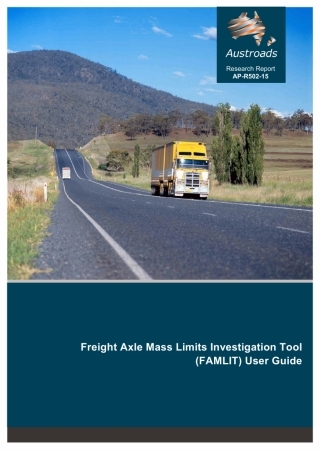 Austroads
Research Report
AP-R502-15
Freight Axle Mass Limits Investigation Tool
(FAMLIT) User Guide